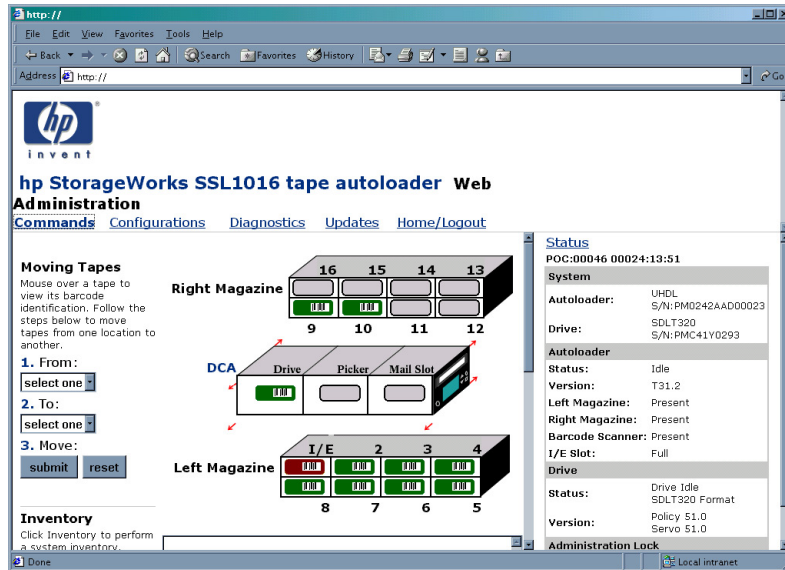 http://
File Edit View Favorites Tools Help
Back Search Favorites History
Address http:// Go
hp
invent
hp StorageWorks SSL1016 tape autoloader Web
Administration
Commands Configurations Diagnostics Updates Home/Logout
Moving Tapes
Mouse over a tape to
view its barcode
identification. Follow the
steps below to move
tapes from one location to
another.
1. From:
select one
2. To:
select one
3. Move:
submit reset
Inventory
Click Inventory to perform
a system inventory.
16 15 14 13
Right Magazine
9 10 11 12
DCA Drive Picker Mail Slot
I/E 2 3 4
Left Magazine
8 7 6 5
Status
POC:00046 00024:13:51
System
Autoloader: UHDL
S/N:PM0242AAD00023
Drive: SDLT320
S/N:PMC41Y0293
Autoloader
Status: Idle
Version: T31.2
Left Magazine: Present
Right Magazine: Present
Barcode Scanner: Present
I/E Slot: Full
Drive
Status: Drive Idle
SDLT320 Format
Version: Policy 51.0
Servo 51.0
Administration Lock
Done Local intranet